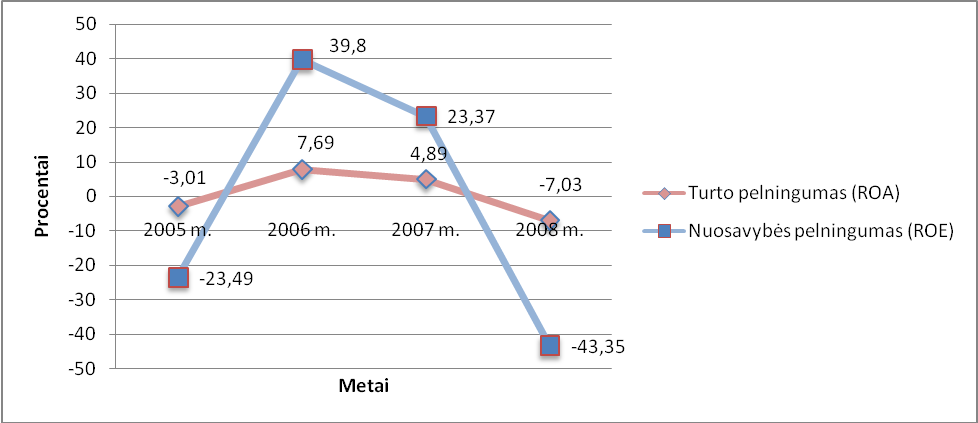 50
40
30
20
10
0
-10
-20
-30
-40
-50
Procentai
39,8
23,37
7,69
4,89
-3,01
-7,03
-23,49
-43,35
2005 m.
2006 m.
2007 m.
2008 m.
Metai
Turto pelningumas (ROA)
Nuosavybės pelningumas (ROE)